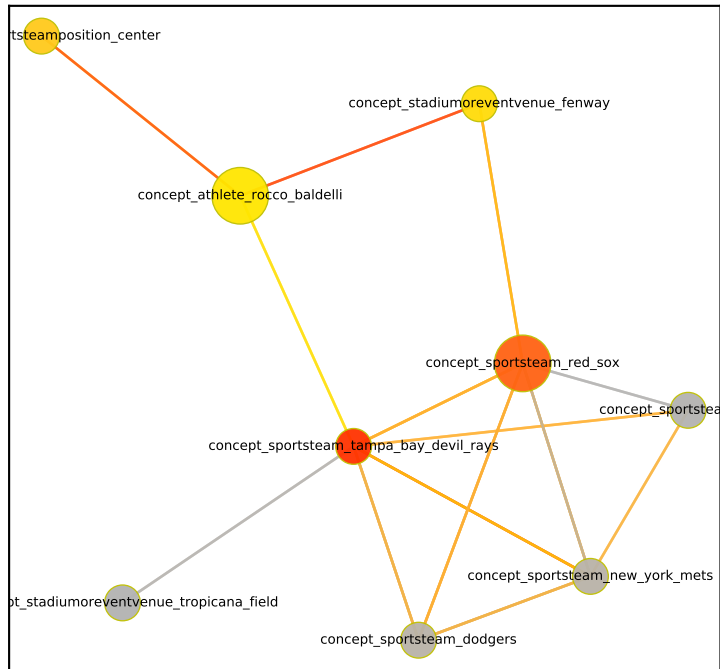 rtsteamposition_center
concept_stadiumoreventvenue_fenway
concept_athlete_rocco_baldelli
concept_sportsteam_red_sox
concept_sportstea
concept_sportsteam_tampa_bay_devil_rays
concept_sportsteam_new_york_mets
pt_stadiumoreventvenue_tropicana_field
concept_sportsteam_dodgers